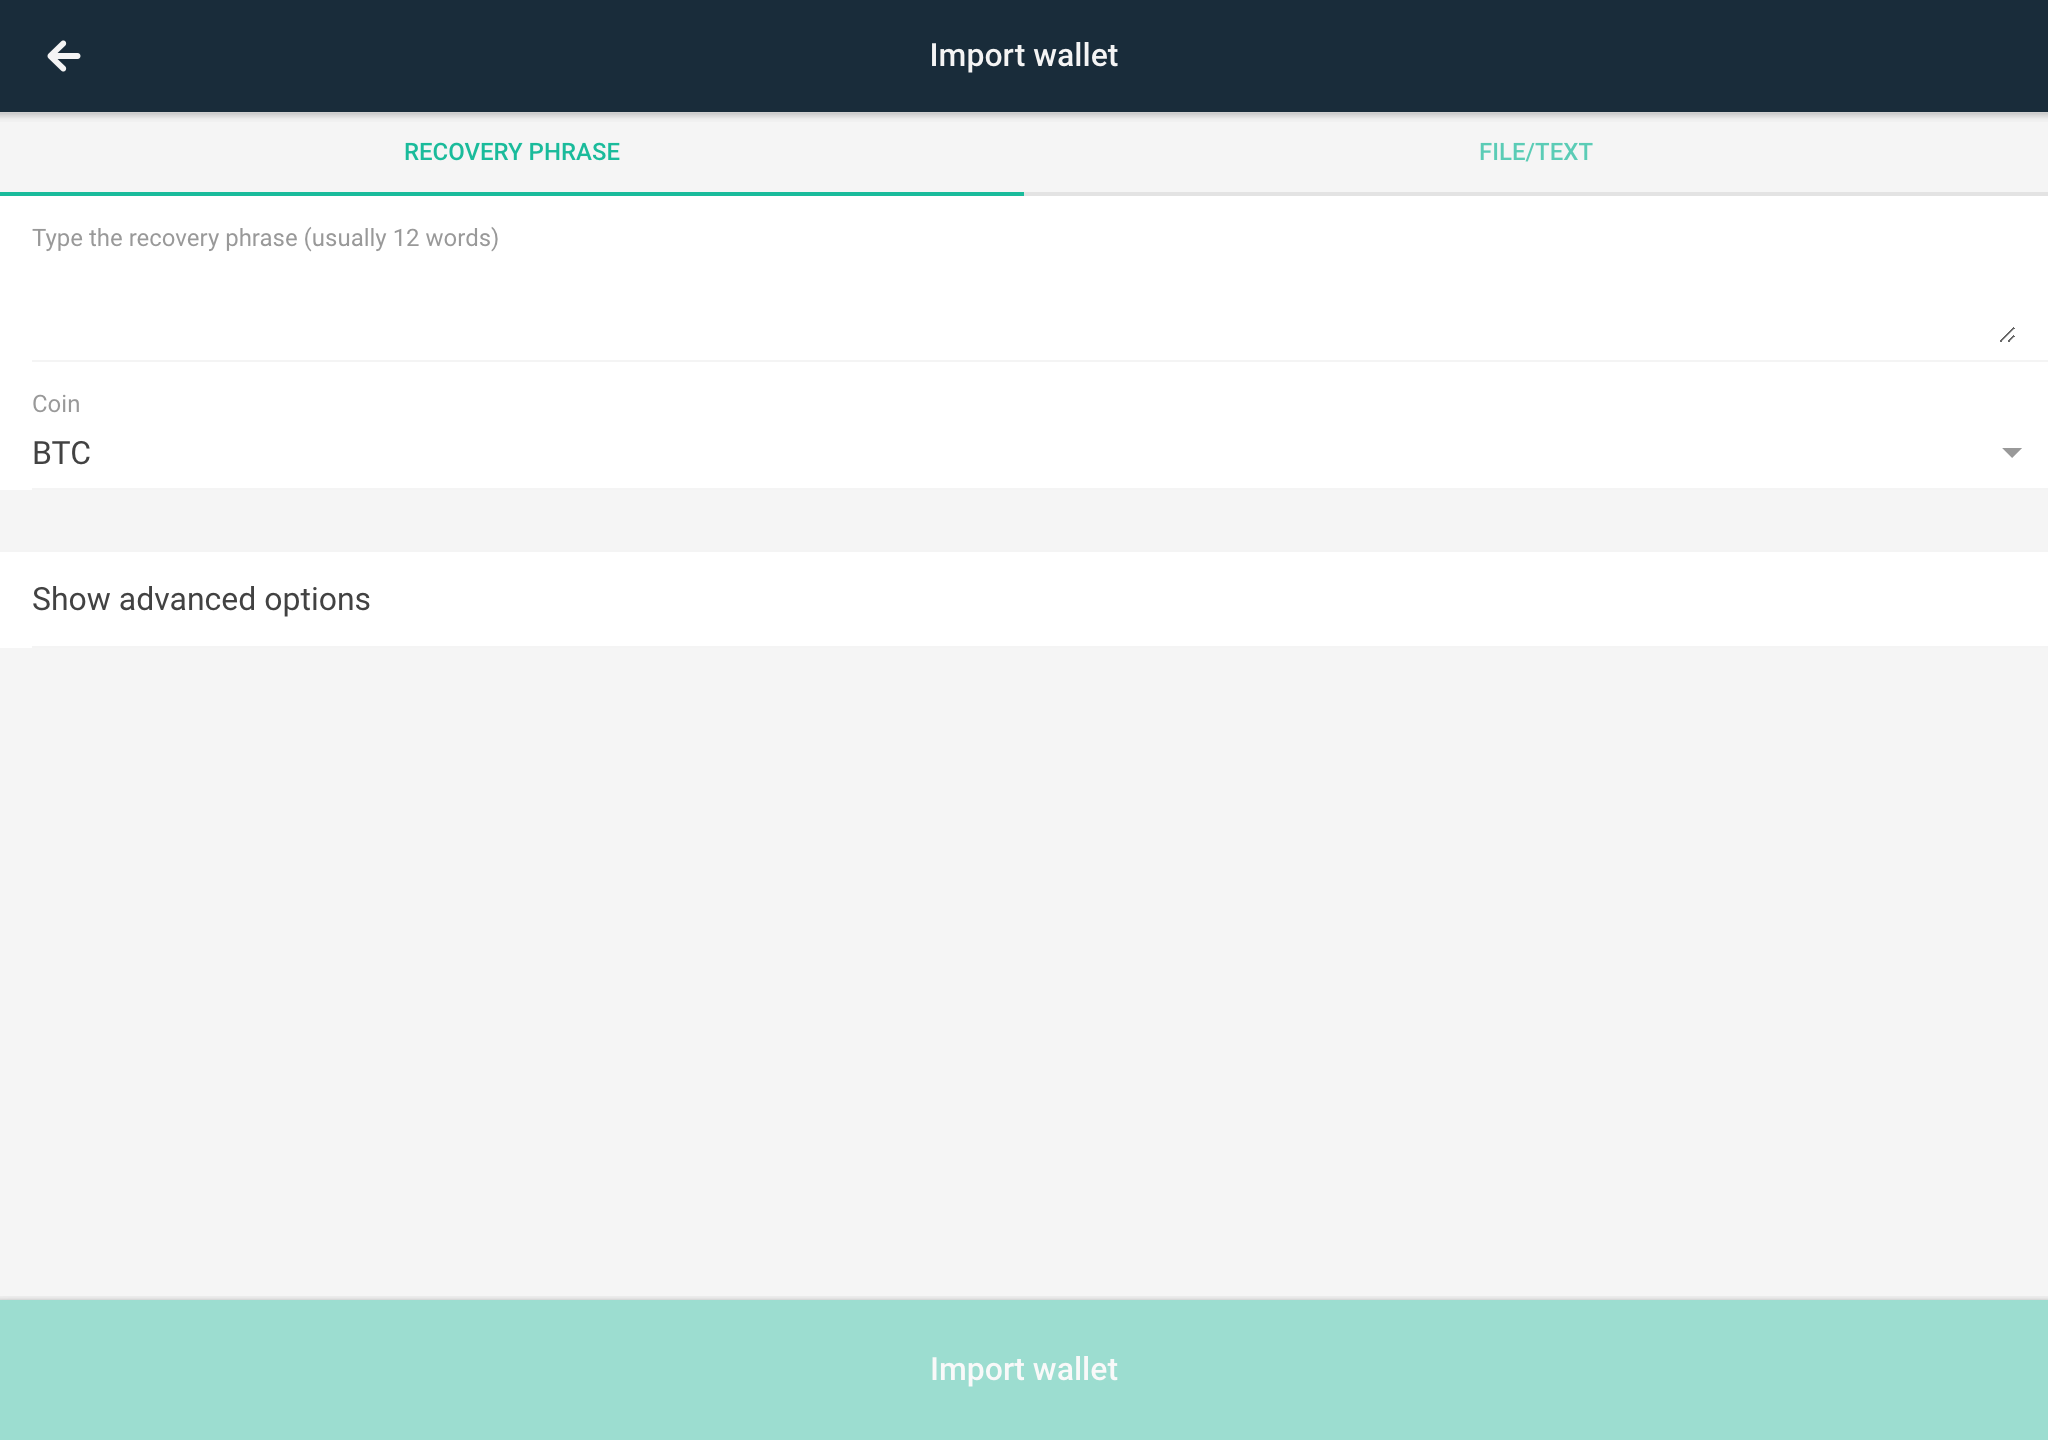 Import wallet
RECOVERY PHRASE
FILE/TEXT
Type the recovery phrase (usually 12 words)
Coin
BTC
Show advanced options
Import wallet